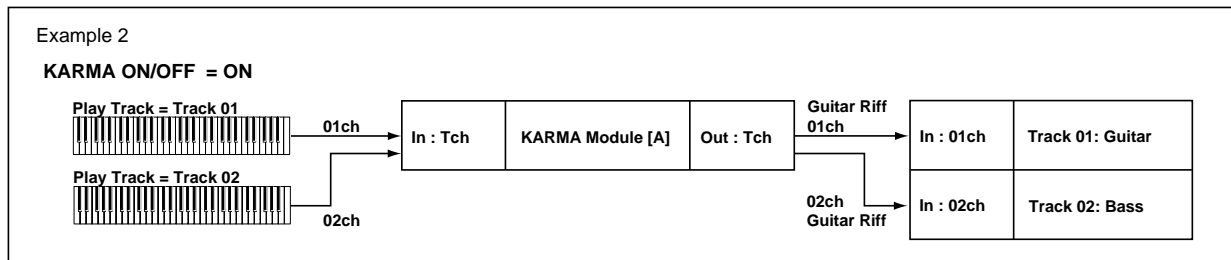 Example 2
KARMA ON/OFF = ON
Play Track = Track 01
01ch
Play Track = Track 02
02ch
In : Tch
KARMA Module [A]
Out : Tch
Guitar Riff
01ch
02ch
Guitar Riff
In : 01ch
Track 01: Guitar
In : 02ch
Track 02: Bass